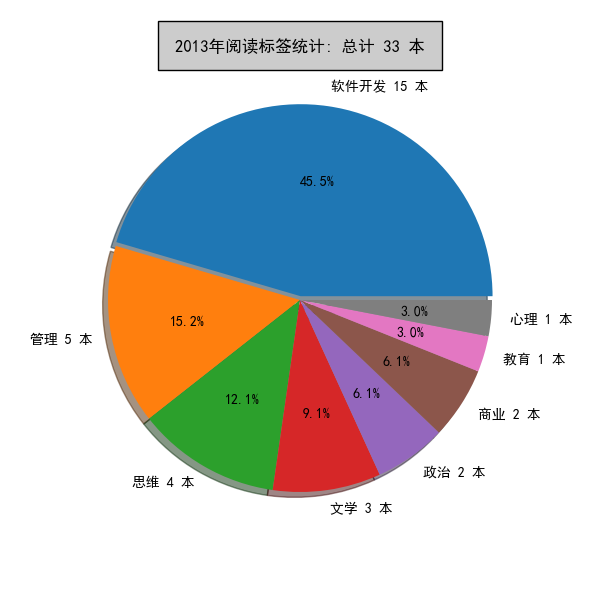 2013年阅读标签统计: 总计 33 本
软件开发 15 本
45.5%
管理 5 本
15.2%
思维 4 本
12.1%
文学 3 本
9.1%
政治 2 本
6.1%
商业 2 本
6.1%
教育 1 本
3.0%
心理 1 本
3.0%